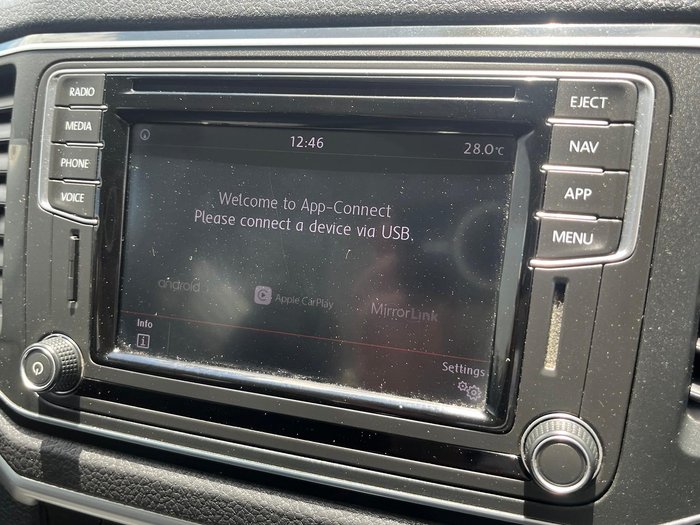 RADIO
MEDIA
PHONE
VOICE
12:46
28.0°C
Welcome to App-Connect
Please connect a device via USB.
android
Apple CarPlay
MirrorLink
Info
i
Settings
EJECT
NAV
APP
MENU